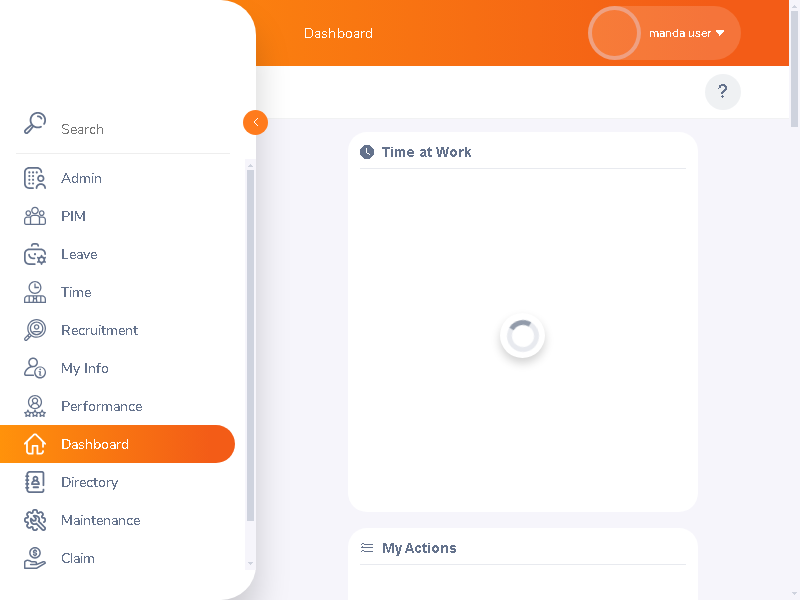 Dashboard
manda user
?
Search
Admin
PIM
Leave
Time
Recruitment
My Info
Performance
Dashboard
Directory
Maintenance
Claim
Time at Work
My Actions